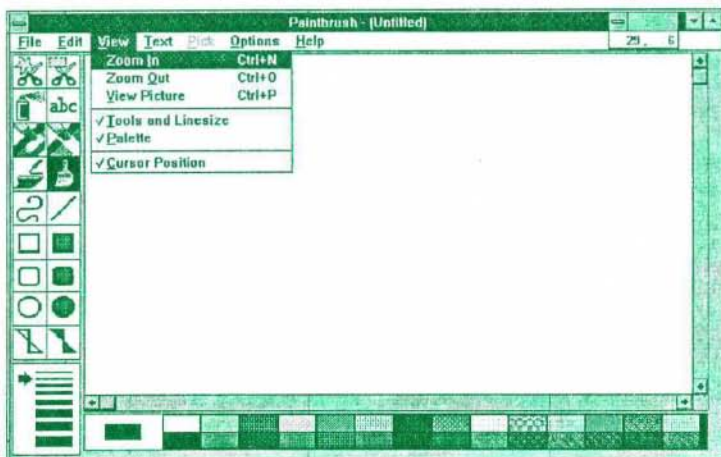 Paintbrush - (Untitled)
File Edit View Text Pick Options Help
29, 6
Zoom In Ctrl+N
Zoom Out Ctrl+O
View Picture Ctrl+P
✓Tools and Linesize
✓Palette
✓Cursor Position
abc